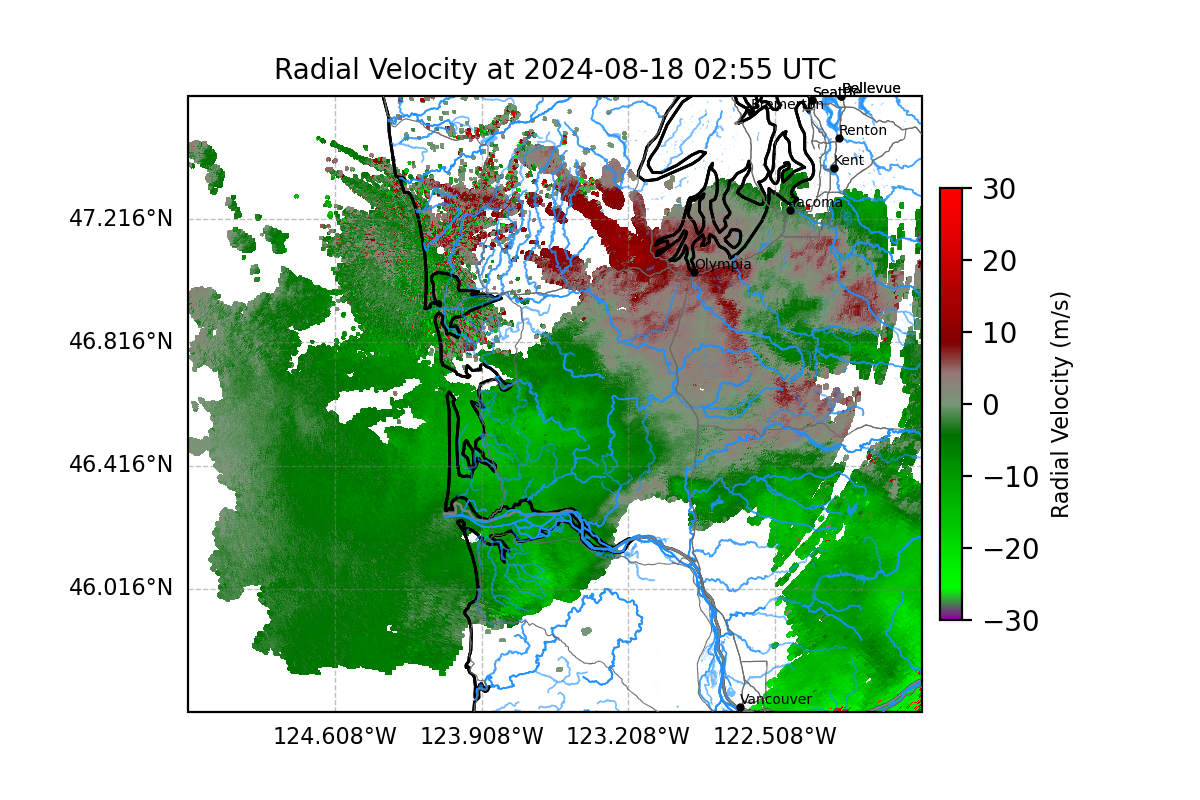 Radial Velocity at 2024-08-18 02:55 UTC
Seattle
Bellevue
Bremerton
Renton
Kent
Tacoma
Olympia
Vancouver
47.216°N
46.816°N
46.416°N
46.016°N
124.608°W
123.908°W
123.208°W
122.508°W
30
20
10
0
−10
−20
−30
Radial Velocity (m/s)